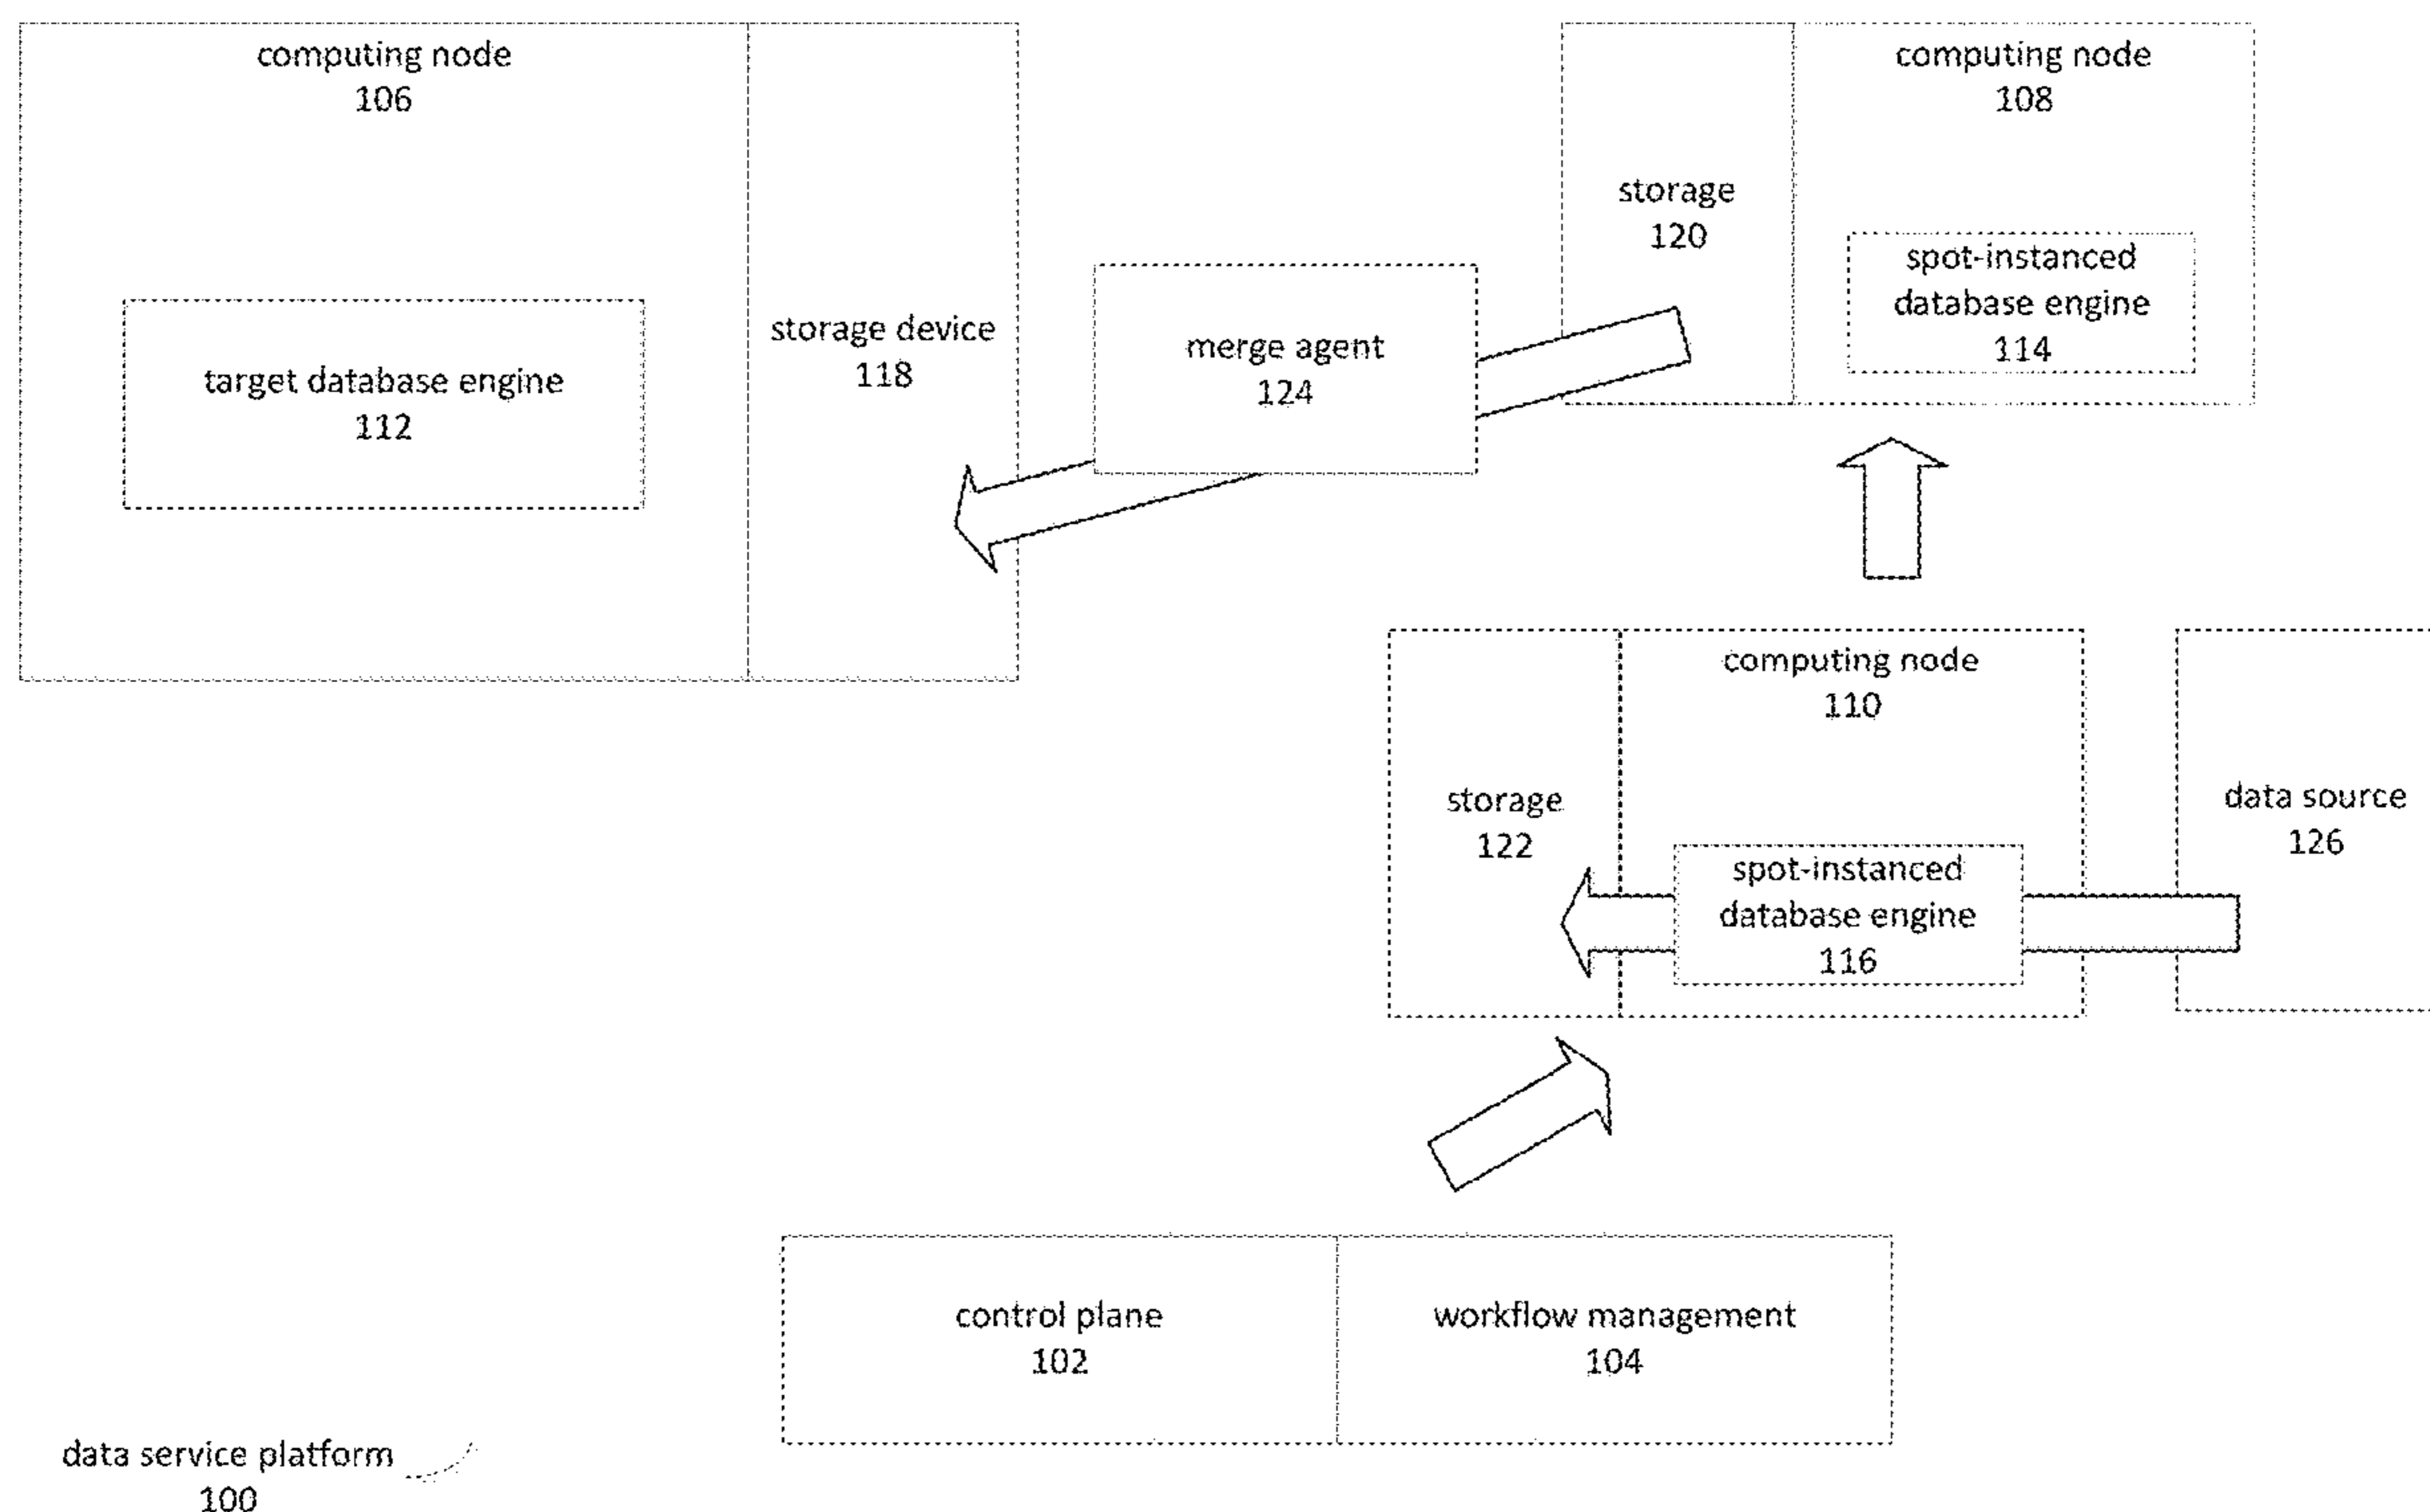 computing node
106
target database engine
112
storage device
118
merge agent
124
storage
120
computing node
108
spot-instanced
database engine
114
storage
122
computing node
110
spot-instanced
database engine
116
data source
126
control plane
102
workflow management
104
data service platform
100